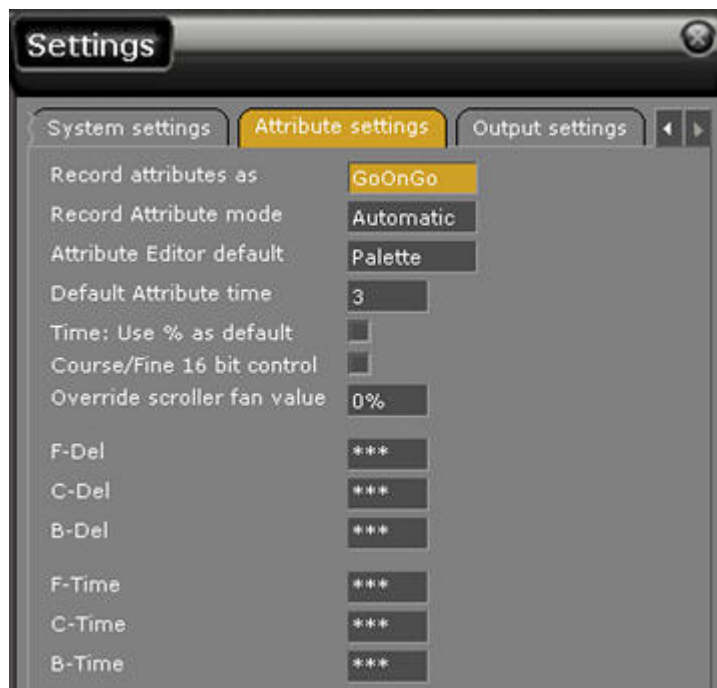 Settings
System settings Attribute settings Output settings
Record attributes as GoOnGo
Record Attribute mode Automatic
Attribute Editor default Palette
Default Attribute time 3
Time: Use % as default
Course/Fine 16 bit control
Override scroller fan value 0%
F-Del ***
C-Del ***
B-Del ***
F-Time ***
C-Time ***
B-Time ***